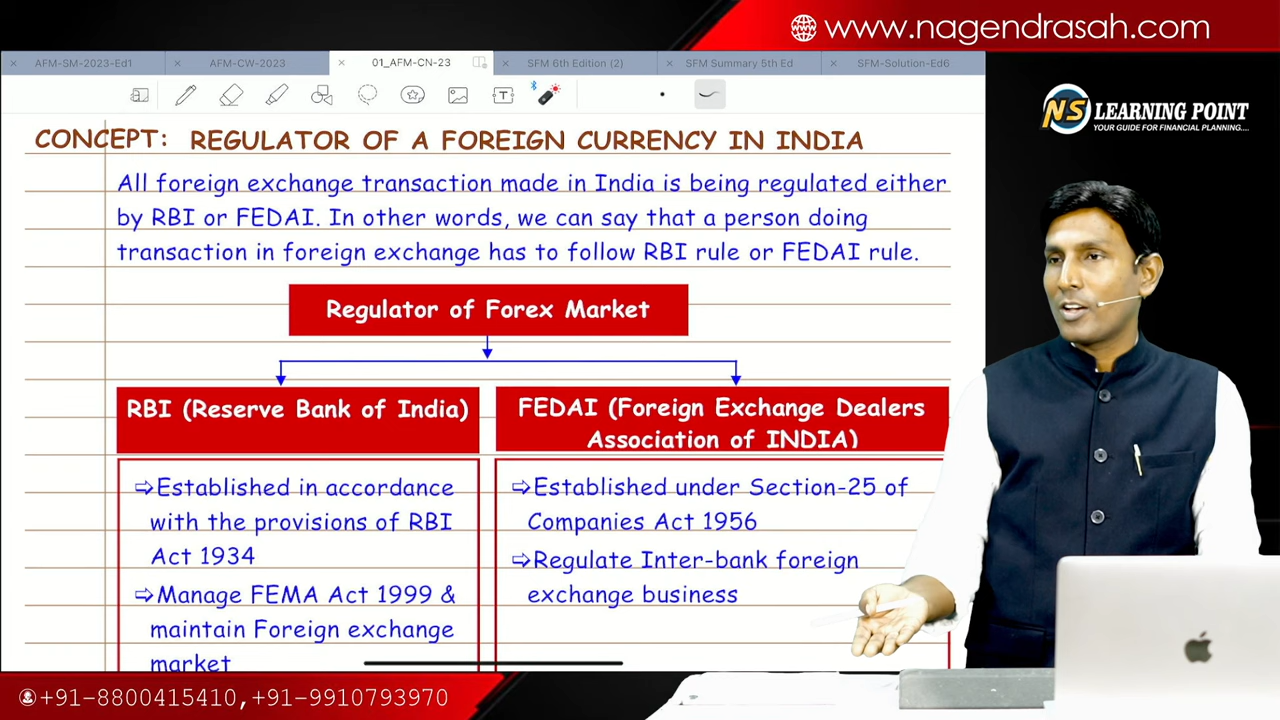 www.nagendrasah.com
AFM-SM-2023-Ed1
AFM-CW-2023
01_AFM-CN-23
SFM 6th Edition (2)
SFM Summary 5th Ed
SFM-Solution-Ed6
NS LEARNING POINT
YOUR GUIDE FOR FINANCIAL PLANNING....
CONCEPT: REGULATOR OF A FOREIGN CURRENCY IN INDIA
All foreign exchange transaction made in India is being regulated either
by RBI or FEDAI. In other words, we can say that a person doing
transaction in foreign exchange has to follow RBI rule or FEDAI rule.
Regulator of Forex Market
RBI (Reserve Bank of India)
FEDAI (Foreign Exchange Dealers
Association of INDIA)
⇨Established in accordance
with the provisions of RBI
Act 1934
⇨Manage FEMA Act 1999 &
maintain Foreign exchange
market
⇨Established under Section-25 of
Companies Act 1956
⇨Regulate Inter-bank foreign
exchange business
+91-8800415410,+91-9910793970